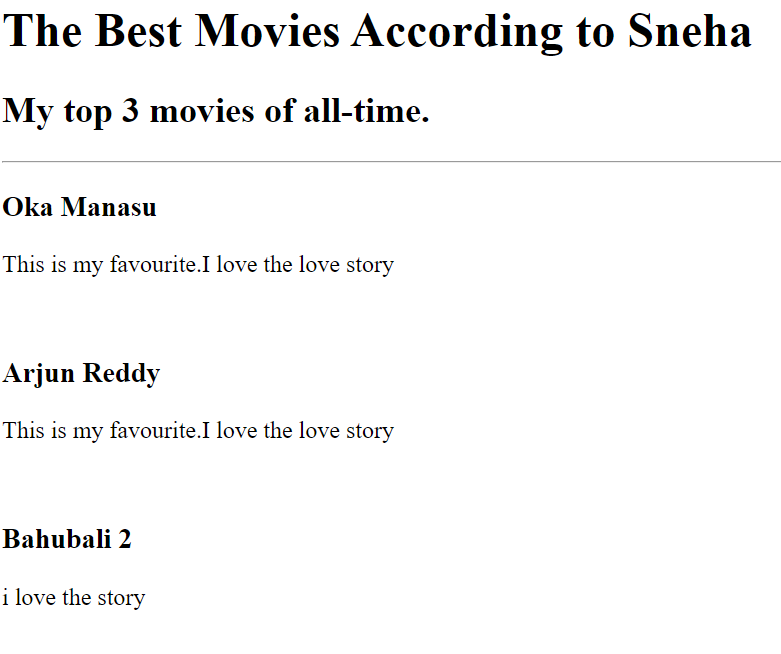 The Best Movies According to Sneha
My top 3 movies of all-time.
Oka Manasu
This is my favourite.I love the love story
Arjun Reddy
This is my favourite.I love the love story
Bahubali 2
i love the story